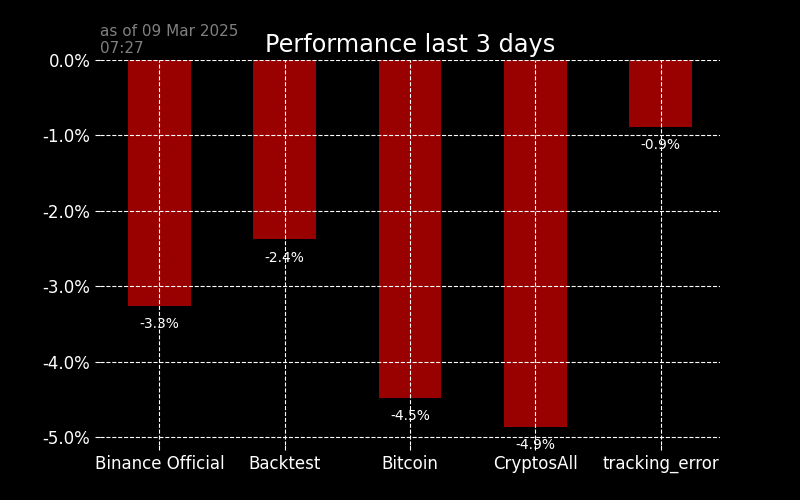 as of 09 Mar 2025
07:27
Performance last 3 days
0.0%
-1.0%
-2.0%
-3.0%
-4.0%
-5.0%
-3.3%
-2.4%
-4.5%
-4.9%
-0.9%
Binance Official
Backtest
Bitcoin
CryptosAll
tracking_error